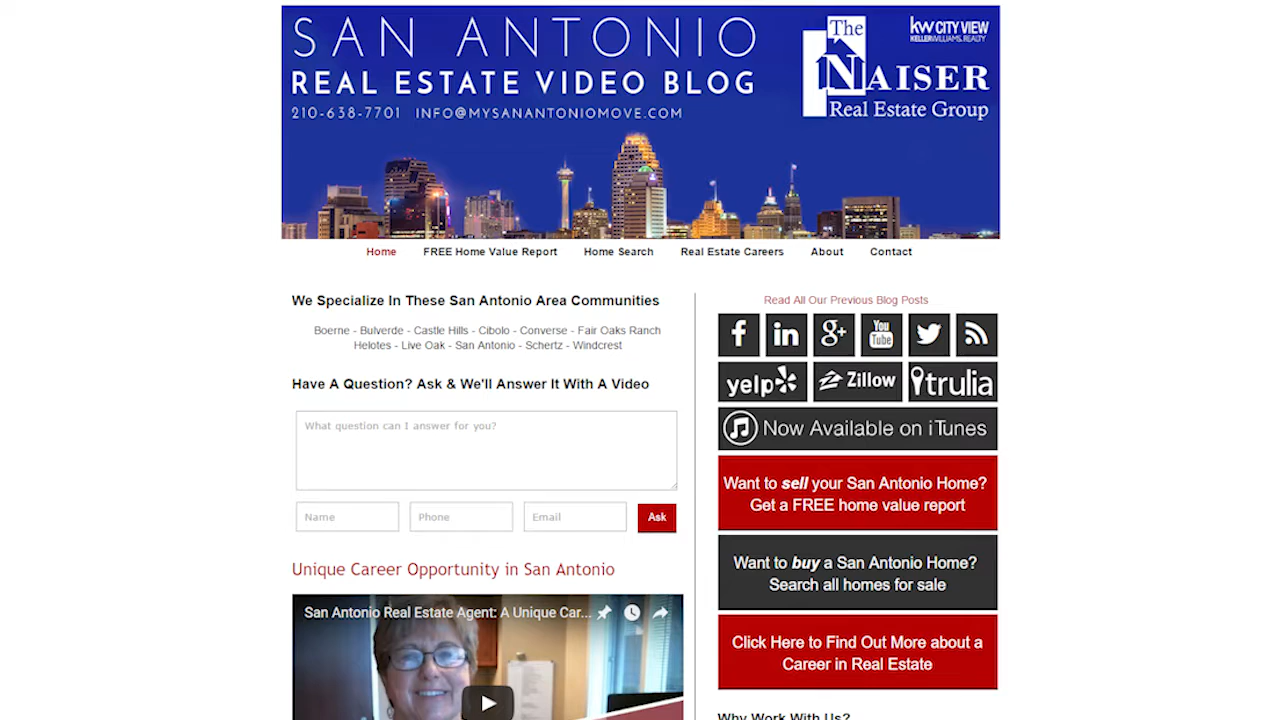 SAN ANTONIO
REAL ESTATE VIDEO BLOG
210-638-7701 INFO@MYSANANTONIOMOVE.COM
The
NAISER
Real Estate Group
kw CITY VIEW
KELLERWILLIAMS. REALTY
Home FREE Home Value Report Home Search Real Estate Careers About Contact
We Specialize In These San Antonio Area Communities
Boerne - Bulverde - Castle Hills - Cibolo - Converse - Fair Oaks Ranch
Helotes - Live Oak - San Antonio - Schertz - Windcrest
Have A Question? Ask & We'll Answer It With A Video
What question can I answer for you?
Name Phone Email Ask
Unique Career Opportunity in San Antonio
San Antonio Real Estate Agent: A Unique Car...
Read All Our Previous Blog Posts
f in g+ You Tube
yelp Zillow trulia
Now Available on iTunes
Want to sell your San Antonio Home?
Get a FREE home value report
Want to buy a San Antonio Home?
Search all homes for sale
Click Here to Find Out More about a
Career in Real Estate
Why Work With Us?